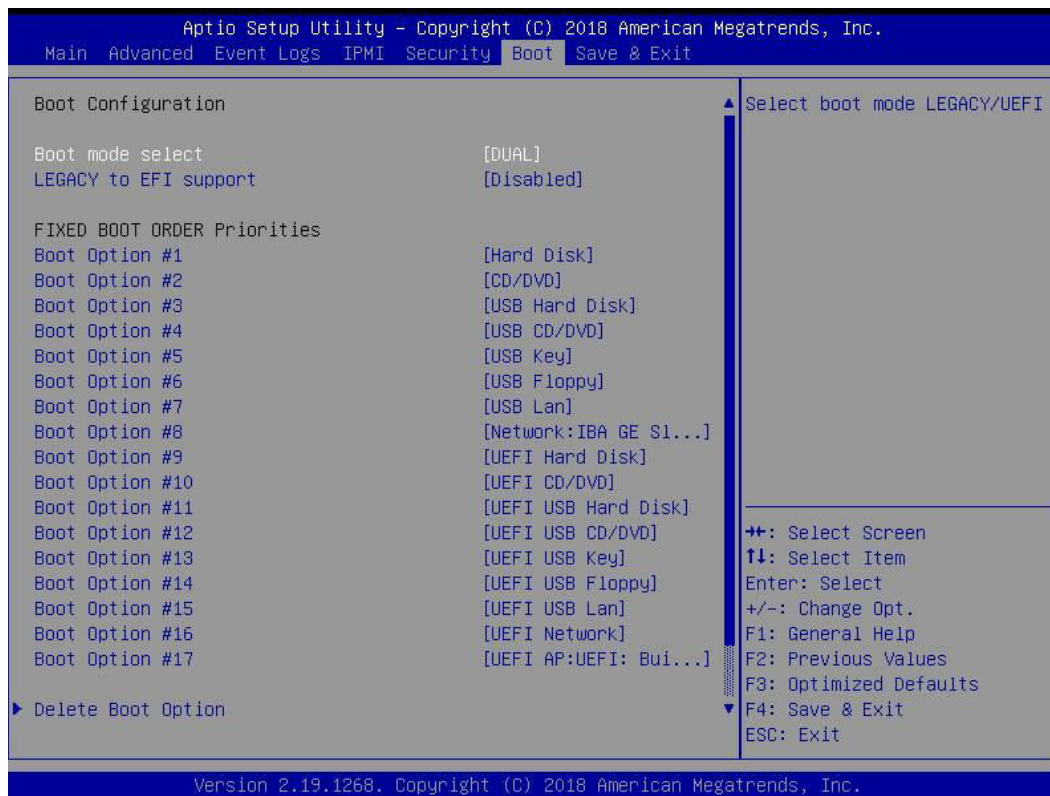 Aptio Setup Utility – Copyright (C) 2018 American Megatrends, Inc.
Main Advanced Event Logs IPMI Security Boot Save & Exit
Boot Configuration
Select boot mode LEGACY/UEFI
Boot mode select [DUAL]
LEGACY to EFI support [Disabled]
FIXED BOOT ORDER Priorities
Boot Option #1 [Hard Disk]
Boot Option #2 [CD/DVD]
Boot Option #3 [USB Hard Disk]
Boot Option #4 [USB CD/DVD]
Boot Option #5 [USB Key]
Boot Option #6 [USB Floppy]
Boot Option #7 [USB Lan]
Boot Option #8 [Network:IBA GE Sl...]
Boot Option #9 [UEFI Hard Disk]
Boot Option #10 [UEFI CD/DVD]
Boot Option #11 [UEFI USB Hard Disk]
Boot Option #12 [UEFI USB CD/DVD]
Boot Option #13 [UEFI USB Key]
Boot Option #14 [UEFI USB Floppy]
Boot Option #15 [UEFI USB Lan]
Boot Option #16 [UEFI Network]
Boot Option #17 [UEFI AP:UEFI: Bui...]
Delete Boot Option
→←: Select Screen
↑↓: Select Item
Enter: Select
+/-: Change Opt.
F1: General Help
F2: Previous Values
F3: Optimized Defaults
F4: Save & Exit
ESC: Exit
Version 2.19.1268. Copyright (C) 2018 American Megatrends, Inc.